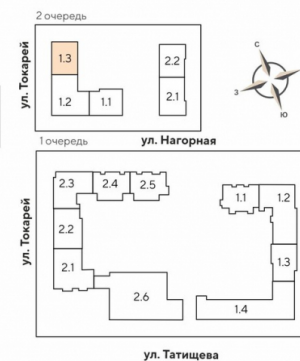 2 очередь
ул. Токарей
1.3
1.2
1.1
2.2
2.1
С
З
Ю
1 очередь
ул. Нагорная
ул. Токарей
2.3
2.4
2.5
2.2
2.1
2.6
1.1
1.2
1.3
1.4
ул. Татищева